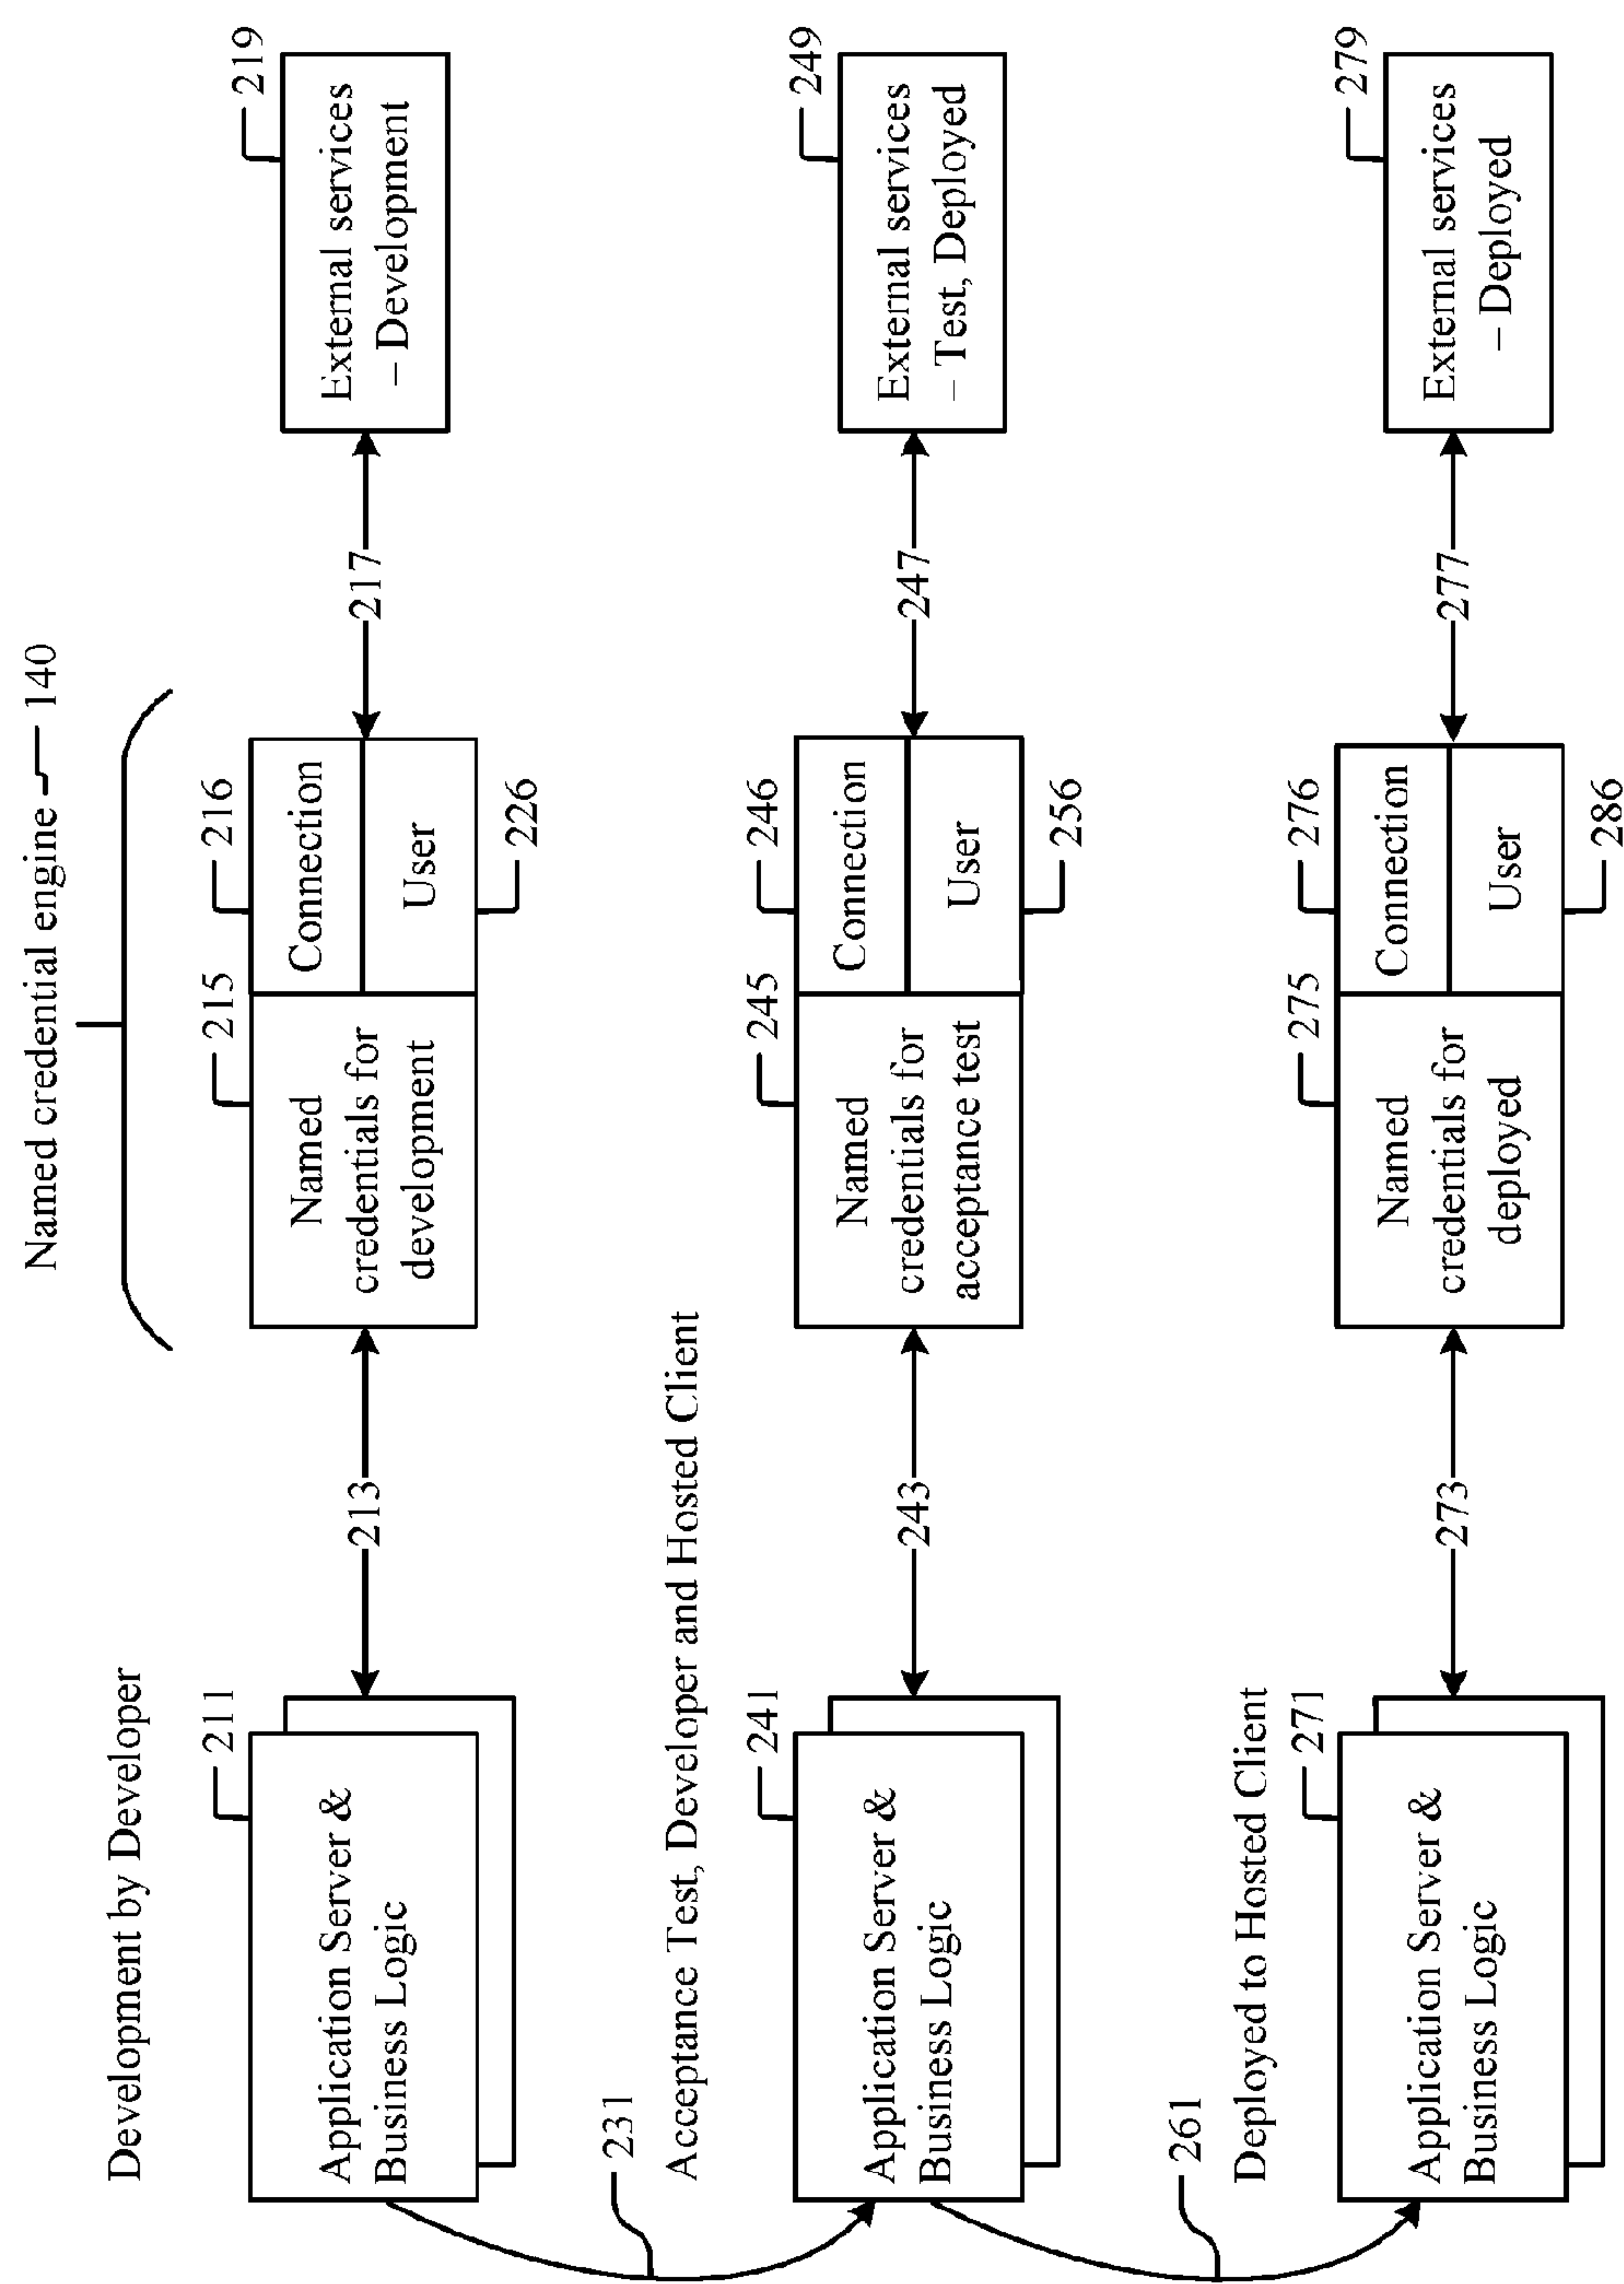 Named credential engine 140
Development by Developer
211
Application Server &
Business Logic
213
215
Named
credentials for
development
216
Connection
User
226
217
219
External services
– Development
231
Acceptance Test, Developer and Hosted Client
241
Application Server &
Business Logic
243
245
Named
credentials for
acceptance test
246
Connection
User
256
247
249
External services
– Test, Deployed
261
Deployed to Hosted Client
271
Application Server &
Business Logic
273
275
Named
credentials for
deployed
276
Connection
User
286
277
279
External services
– Deployed